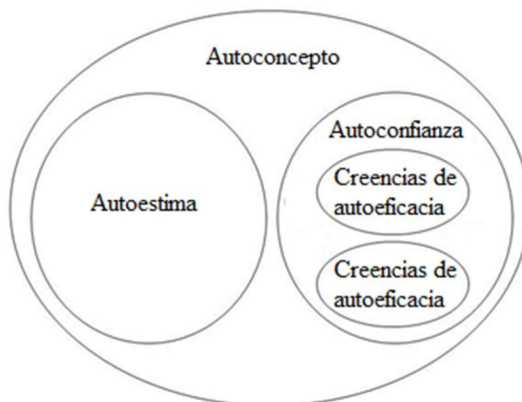 Autoconcepto
Autoestima
Autoconfianza
Creencias de
autoeficacia
Creencias de
autoeficacia